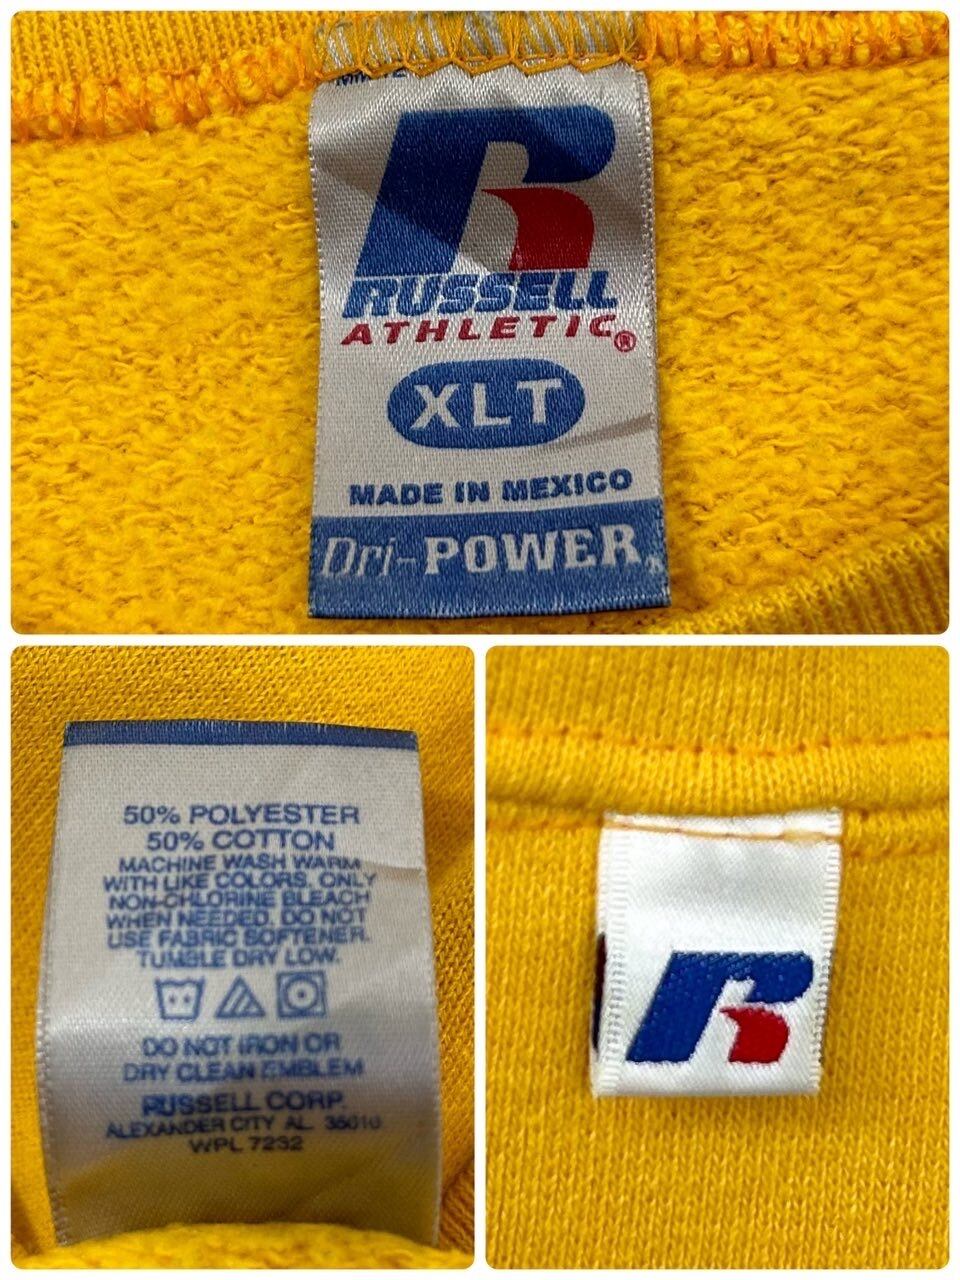 RUSSELL
ATHLETIC®
XLT
MADE IN MEXICO
Dri-POWER®
50% POLYESTER
50% COTTON
MACHINE WASH WARM
WITH LIKE COLORS. ONLY
NON-CHLORINE BLEACH
WHEN NEEDED. DO NOT
USE FABRIC SOFTENER.
TUMBLE DRY LOW.
DO NOT IRON OR
DRY CLEAN EMBLEM
RUSSELL CORP.
ALEXANDER CITY AL 35010
WPL 7232